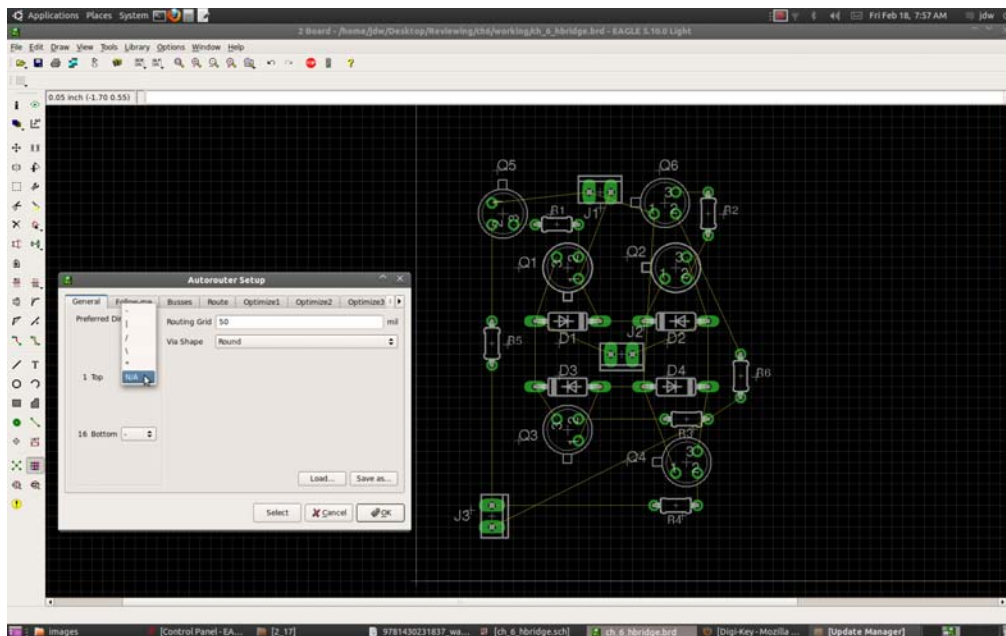 Applications Places System
Fri Feb 18, 7:57 AM jdw
2 Board - /home/jdw/Desktop/Reviewing/ch6/working/ch_6_hbridge.brd - EAGLE 5.10.0 Light
File Edit Draw View Tools Library Options Window Help
0.05 inch (-1.70 0.55)
Q5 Q6
J1 R1 R2
Q1 Q2
D1 J2 D2
R5 R6
D3 D4
Q3 R3
Q4
J3 R4
Autorouter Setup
General Follow-me Busses Route Optimize1 Optimize2 Optimize3
Routing Grid 50 mil
Via Shape Round
-
|
/
\
*
1 Top N/A
16 Bottom -
Load... Save as...
Select Cancel OK
images [Control Panel - EA... [2_17] 9781430231837_wa... [ch_6_hbridge.sch] ch_6_hbridge.brd [Digi-Key - Mozilla ... [Update Manager]